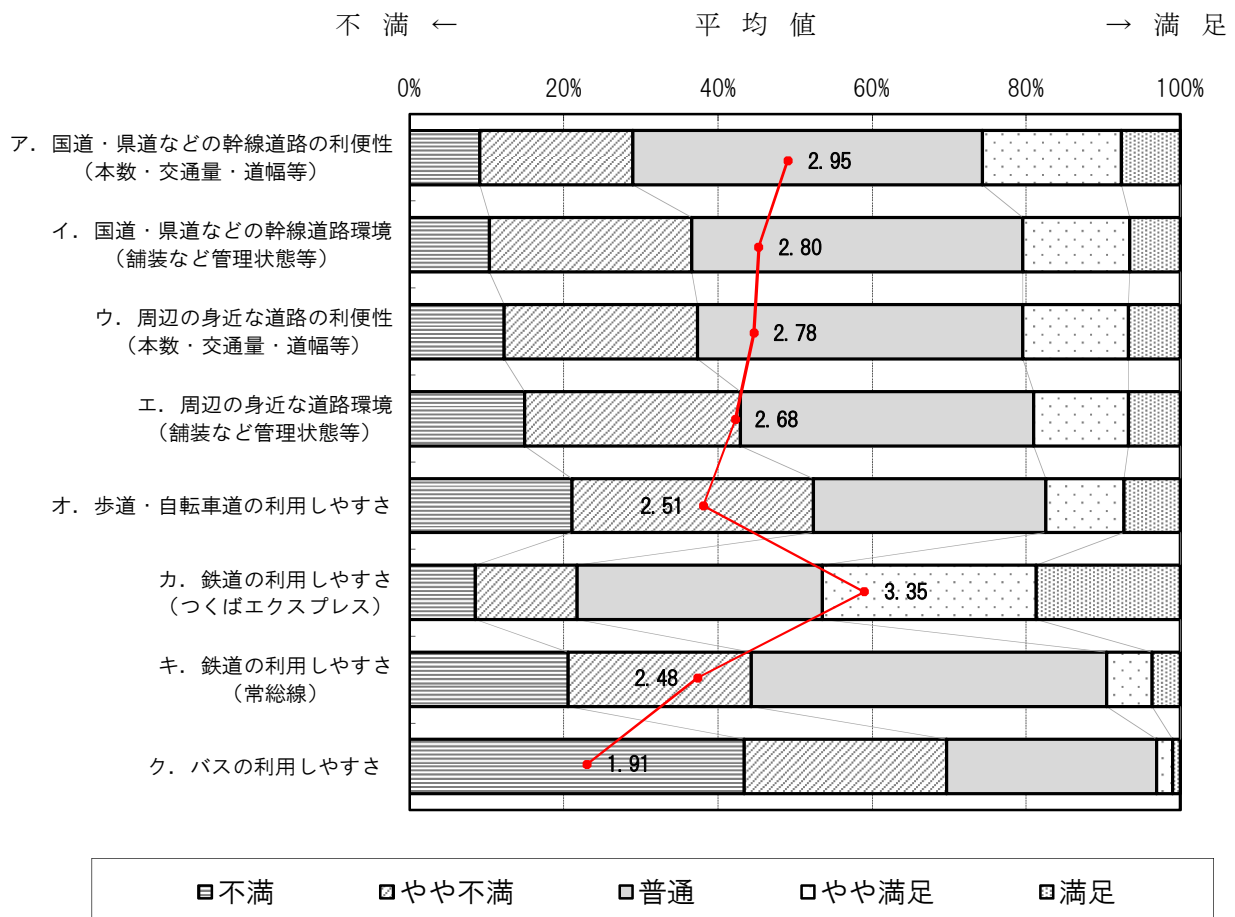 不 満 ← 平 均 値 → 満 足
0% 20% 40% 60% 80% 100%
ア．国道・県道などの幹線道路の利便性
（本数・交通量・道幅等）
2.95
イ．国道・県道などの幹線道路環境
（舗装など管理状態等）
2.80
ウ．周辺の身近な道路の利便性
（本数・交通量・道幅等）
2.78
エ．周辺の身近な道路環境
（舗装など管理状態等）
2.68
オ．歩道・自転車道の利用しやすさ
2.51
カ．鉄道の利用しやすさ
（つくばエクスプレス）
3.35
キ．鉄道の利用しやすさ
（常総線）
2.48
ク．バスの利用しやすさ
1.91
不満 やや不満 普通 やや満足 満足